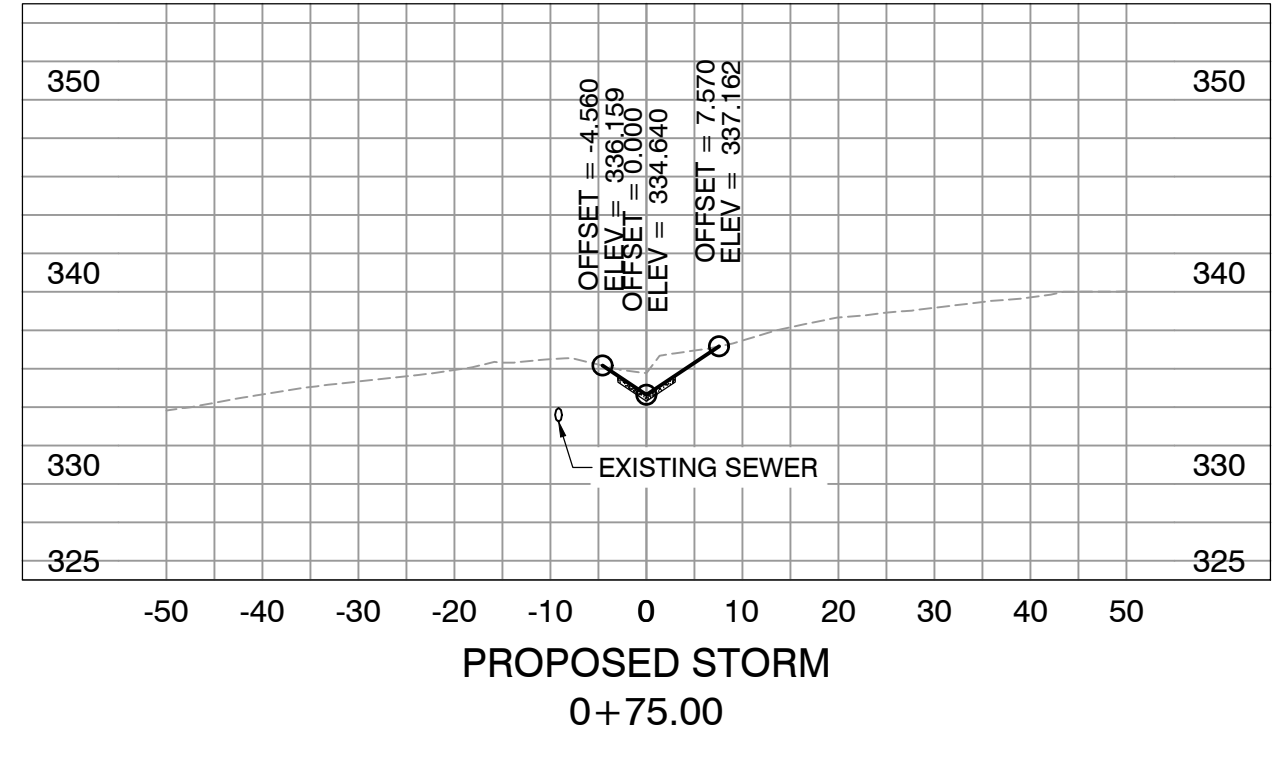 350
350
OFFSET = -4.560
ELEV = 336.159
OFFSET = 0.000
ELEV = 334.640
OFFSET = 7.570
ELEV = 337.162
340
340
330
330
EXISTING SEWER
325
325
-50 -40 -30 -20 -10 0 10 20 30 40 50
PROPOSED STORM
0+75.00